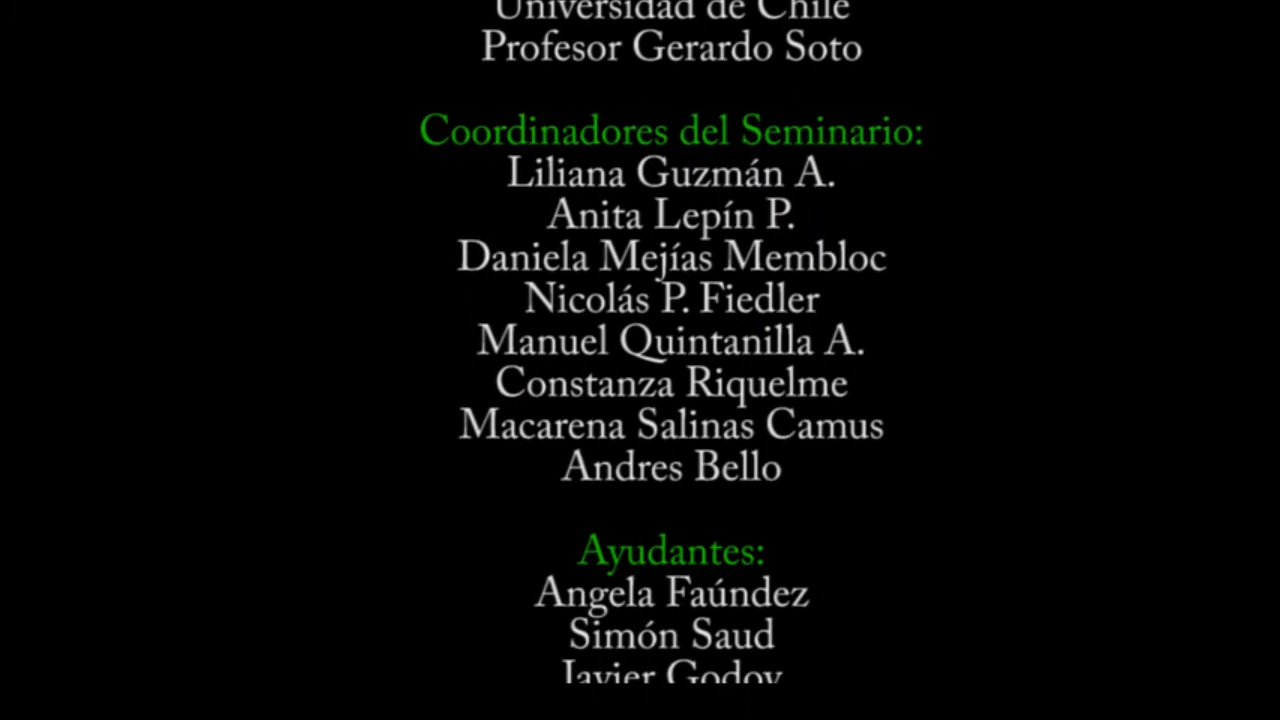 Universidad de Chile
Profesor Gerardo Soto
Coordinadores del Seminario:
Liliana Guzmán A.
Anita Lepín P.
Daniela Mejías Membloc
Nicolás P. Fiedler
Manuel Quintanilla A.
Constanza Riquelme
Macarena Salinas Camus
Andres Bello
Ayudantes:
Angela Faúndez
Simón Saud
Javier Godoy